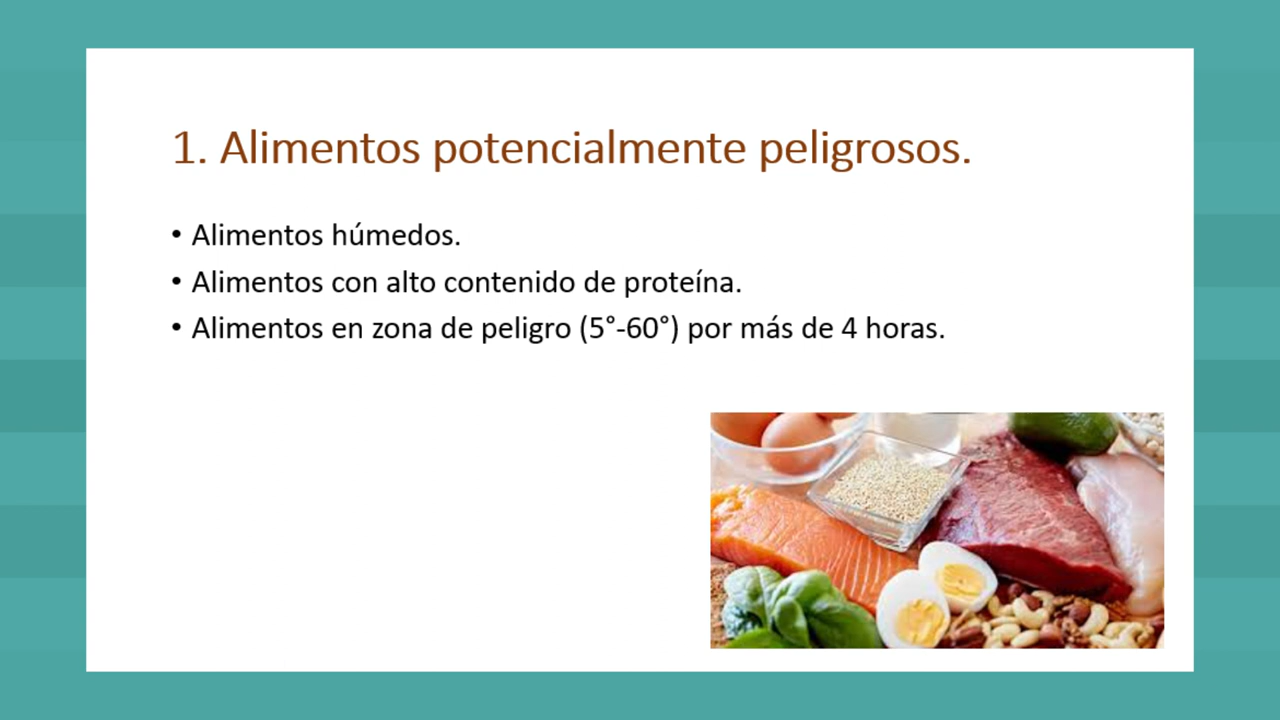 1. Alimentos potencialmente peligrosos.
• Alimentos húmedos.
• Alimentos con alto contenido de proteína.
• Alimentos en zona de peligro (5°-60°) por más de 4 horas.